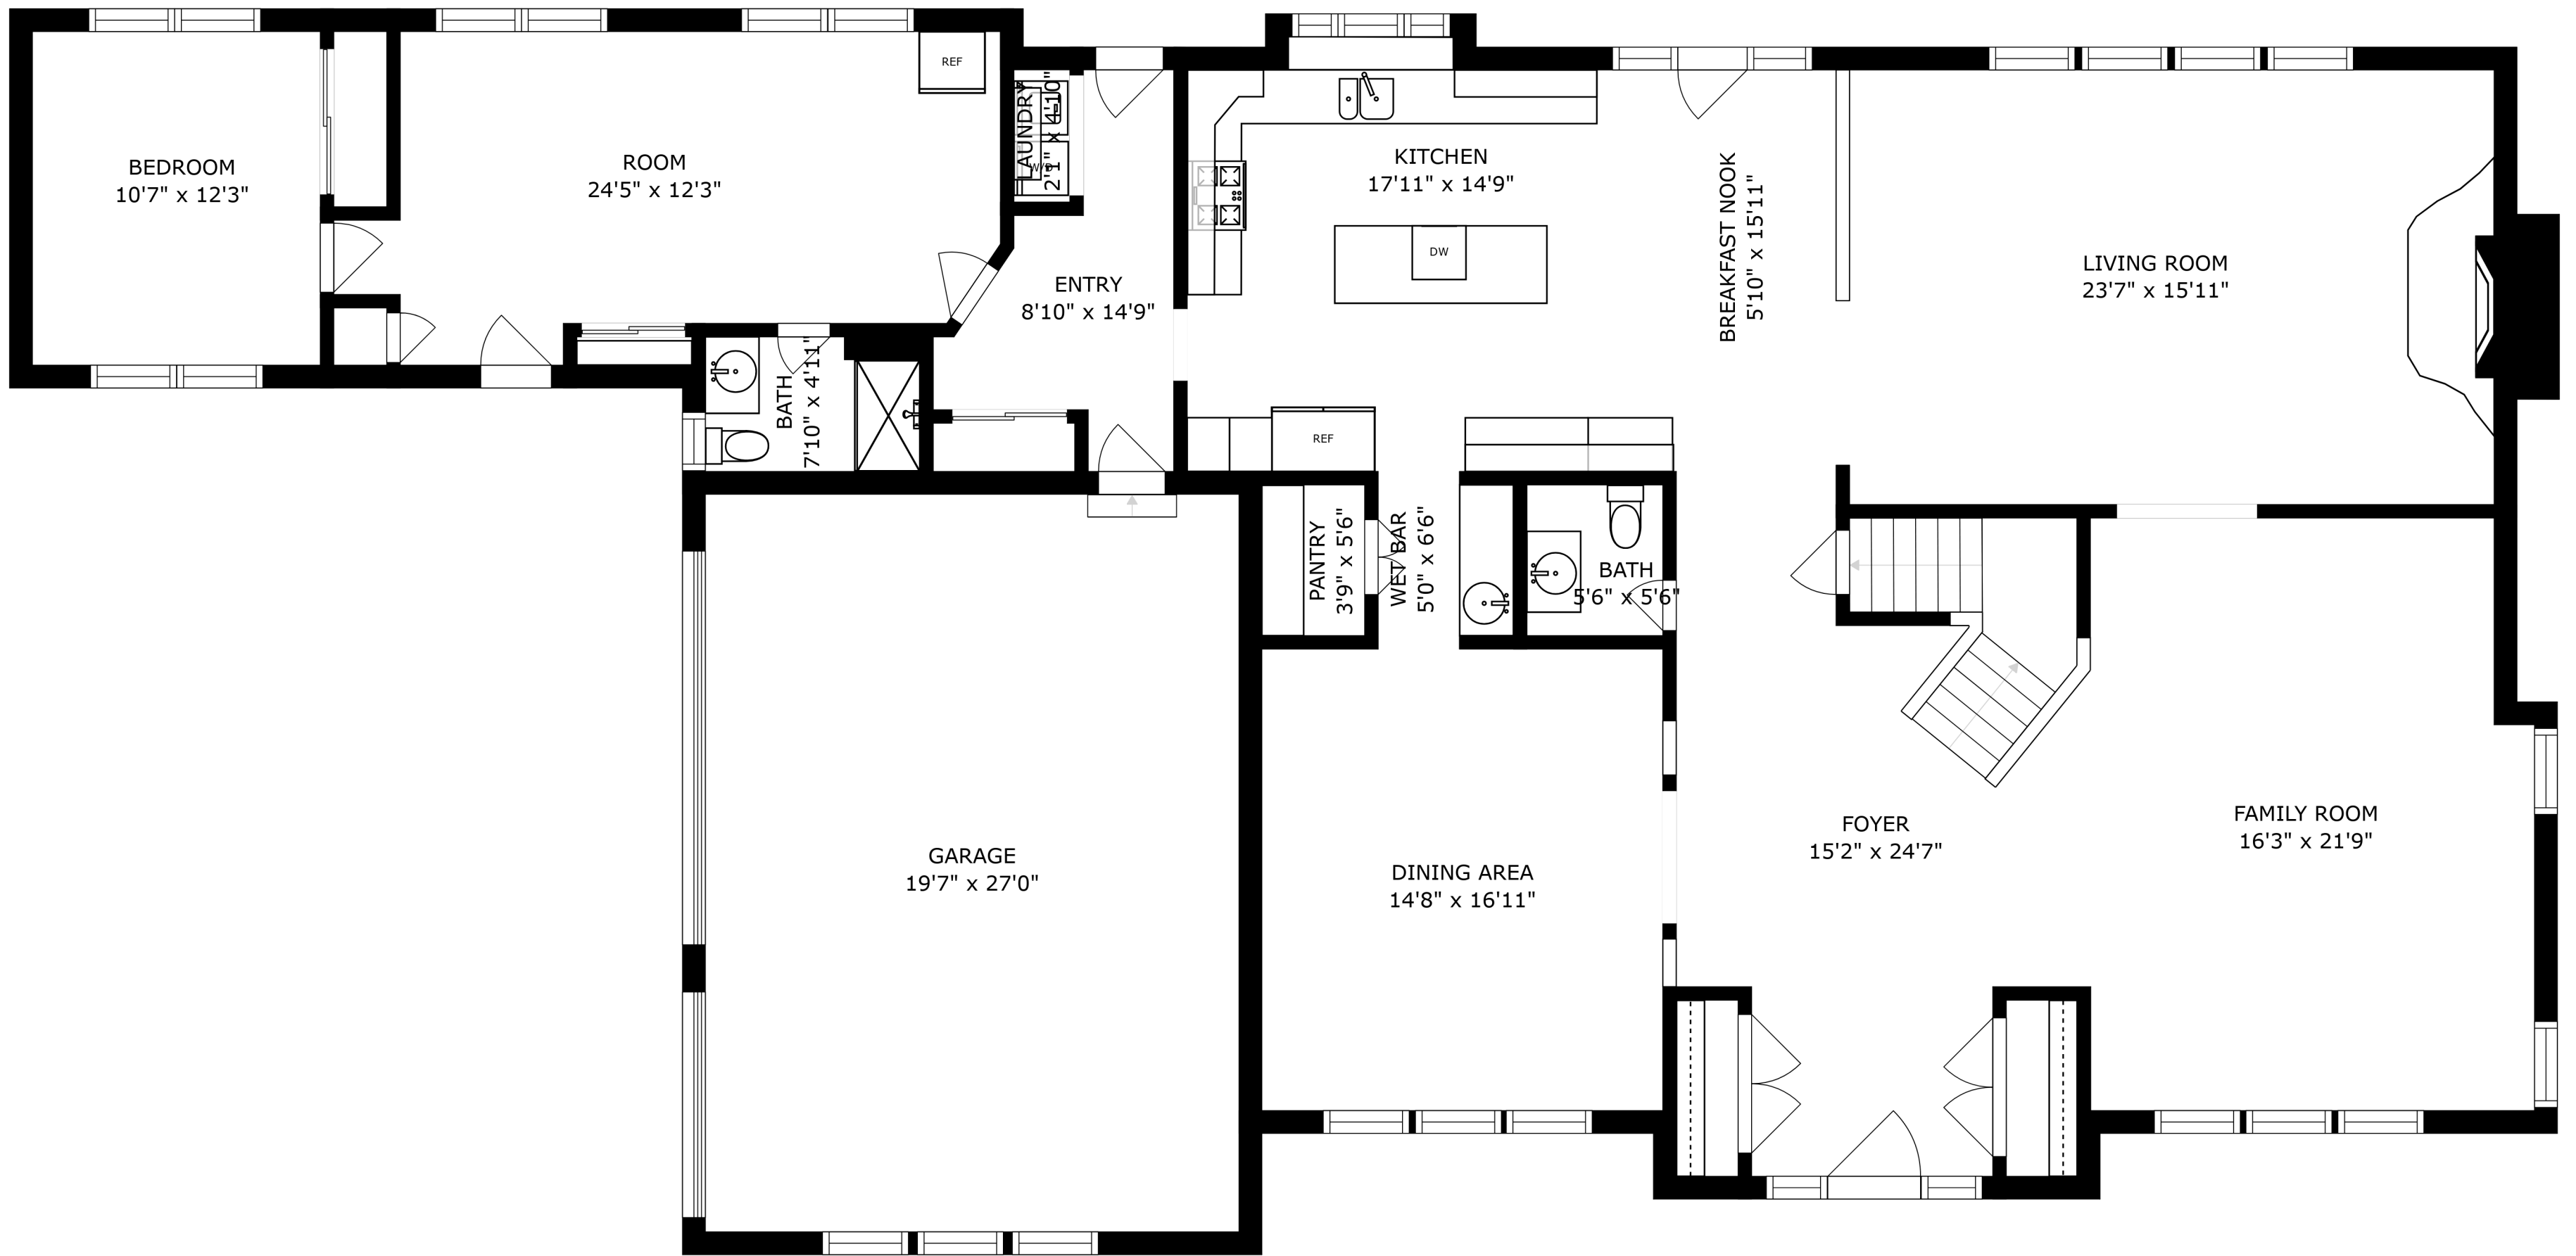 BEDROOM
10'7" x 12'3"
ROOM
24'5" x 12'3"
REF
LAUNDRY
2'1" x 4'10"
W/D
ENTRY
8'10" x 14'9"
KITCHEN
17'11" x 14'9"
DW
BREAKFAST NOOK
5'10" x 15'11"
LIVING ROOM
23'7" x 15'11"
BATH
7'10" x 4'11"
REF
PANTRY
3'9" x 5'6"
WET BAR
5'0" x 6'6"
BATH
5'6" x 5'6"
GARAGE
19'7" x 27'0"
DINING AREA
14'8" x 16'11"
FOYER
15'2" x 24'7"
FAMILY ROOM
16'3" x 21'9"